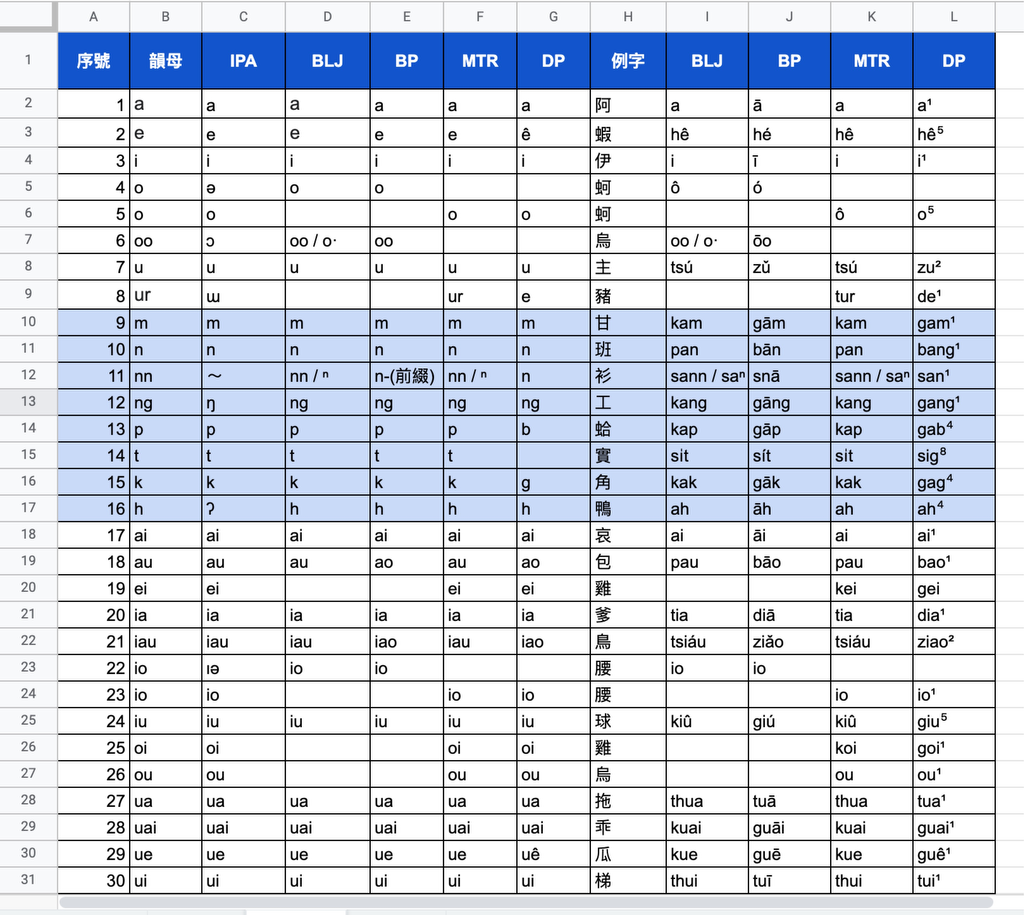 A B C D E F G H I J K L
1 序號 韻母 IPA BLJ BP MTR DP 例字 BLJ BP MTR DP
2 1 a a a a a a 阿 a ā a a¹
3 2 e e e e e ê 蝦 hê hé hê hê⁵
4 3 i i i i i i 伊 i ī i i¹
5 4 o ə o o 蚵 ô ó
6 5 o o o o 蚵 ô o⁵
7 6 oo ɔ oo / o· oo 烏 oo / o· ōo
8 7 u u u u u u 主 tsú zǔ tsú zu²
9 8 ur ɯ ur e 豬 tur de¹
10 9 m m m m m m 甘 kam gām kam gam¹
11 10 n n n n n n 班 pan bān pan bang¹
12 11 nn ～ nn / ⁿ n-(前綴) nn / ⁿ n 衫 sann / saⁿ snā sann / saⁿ san¹
13 12 ng ŋ ng ng ng ng 工 kang gāng kang gang¹
14 13 p p p p p b 蛤 kap gāp kap gab⁴
15 14 t t t t t 實 sit sít sit sig⁸
16 15 k k k k k g 角 kak gāk kak gag⁴
17 16 h ʔ h h h h 鴨 ah āh ah ah⁴
18 17 ai ai ai ai ai ai 哀 ai āi ai ai¹
19 18 au au au ao au ao 包 pau bāo pau bao¹
20 19 ei ei ei ei 雞 kei gei
21 20 ia ia ia ia ia ia 爹 tia diā tia dia¹
22 21 iau iau iau iao iau iao 鳥 tsiáu ziǎo tsiáu ziao²
23 22 io ıə io io 腰 io io
24 23 io io io io 腰 io io¹
25 24 iu iu iu iu iu iu 球 kiû giú kiû giu⁵
26 25 oi oi oi oi 雞 koi goi¹
27 26 ou ou ou ou 烏 ou ou¹
28 27 ua ua ua ua ua ua 拖 thua tuā thua tua¹
29 28 uai uai uai uai uai uai 乖 kuai guāi kuai guai¹
30 29 ue ue ue ue ue uê 瓜 kue guē kue guê¹
31 30 ui ui ui ui ui ui 梯 thui tuī thui tui¹